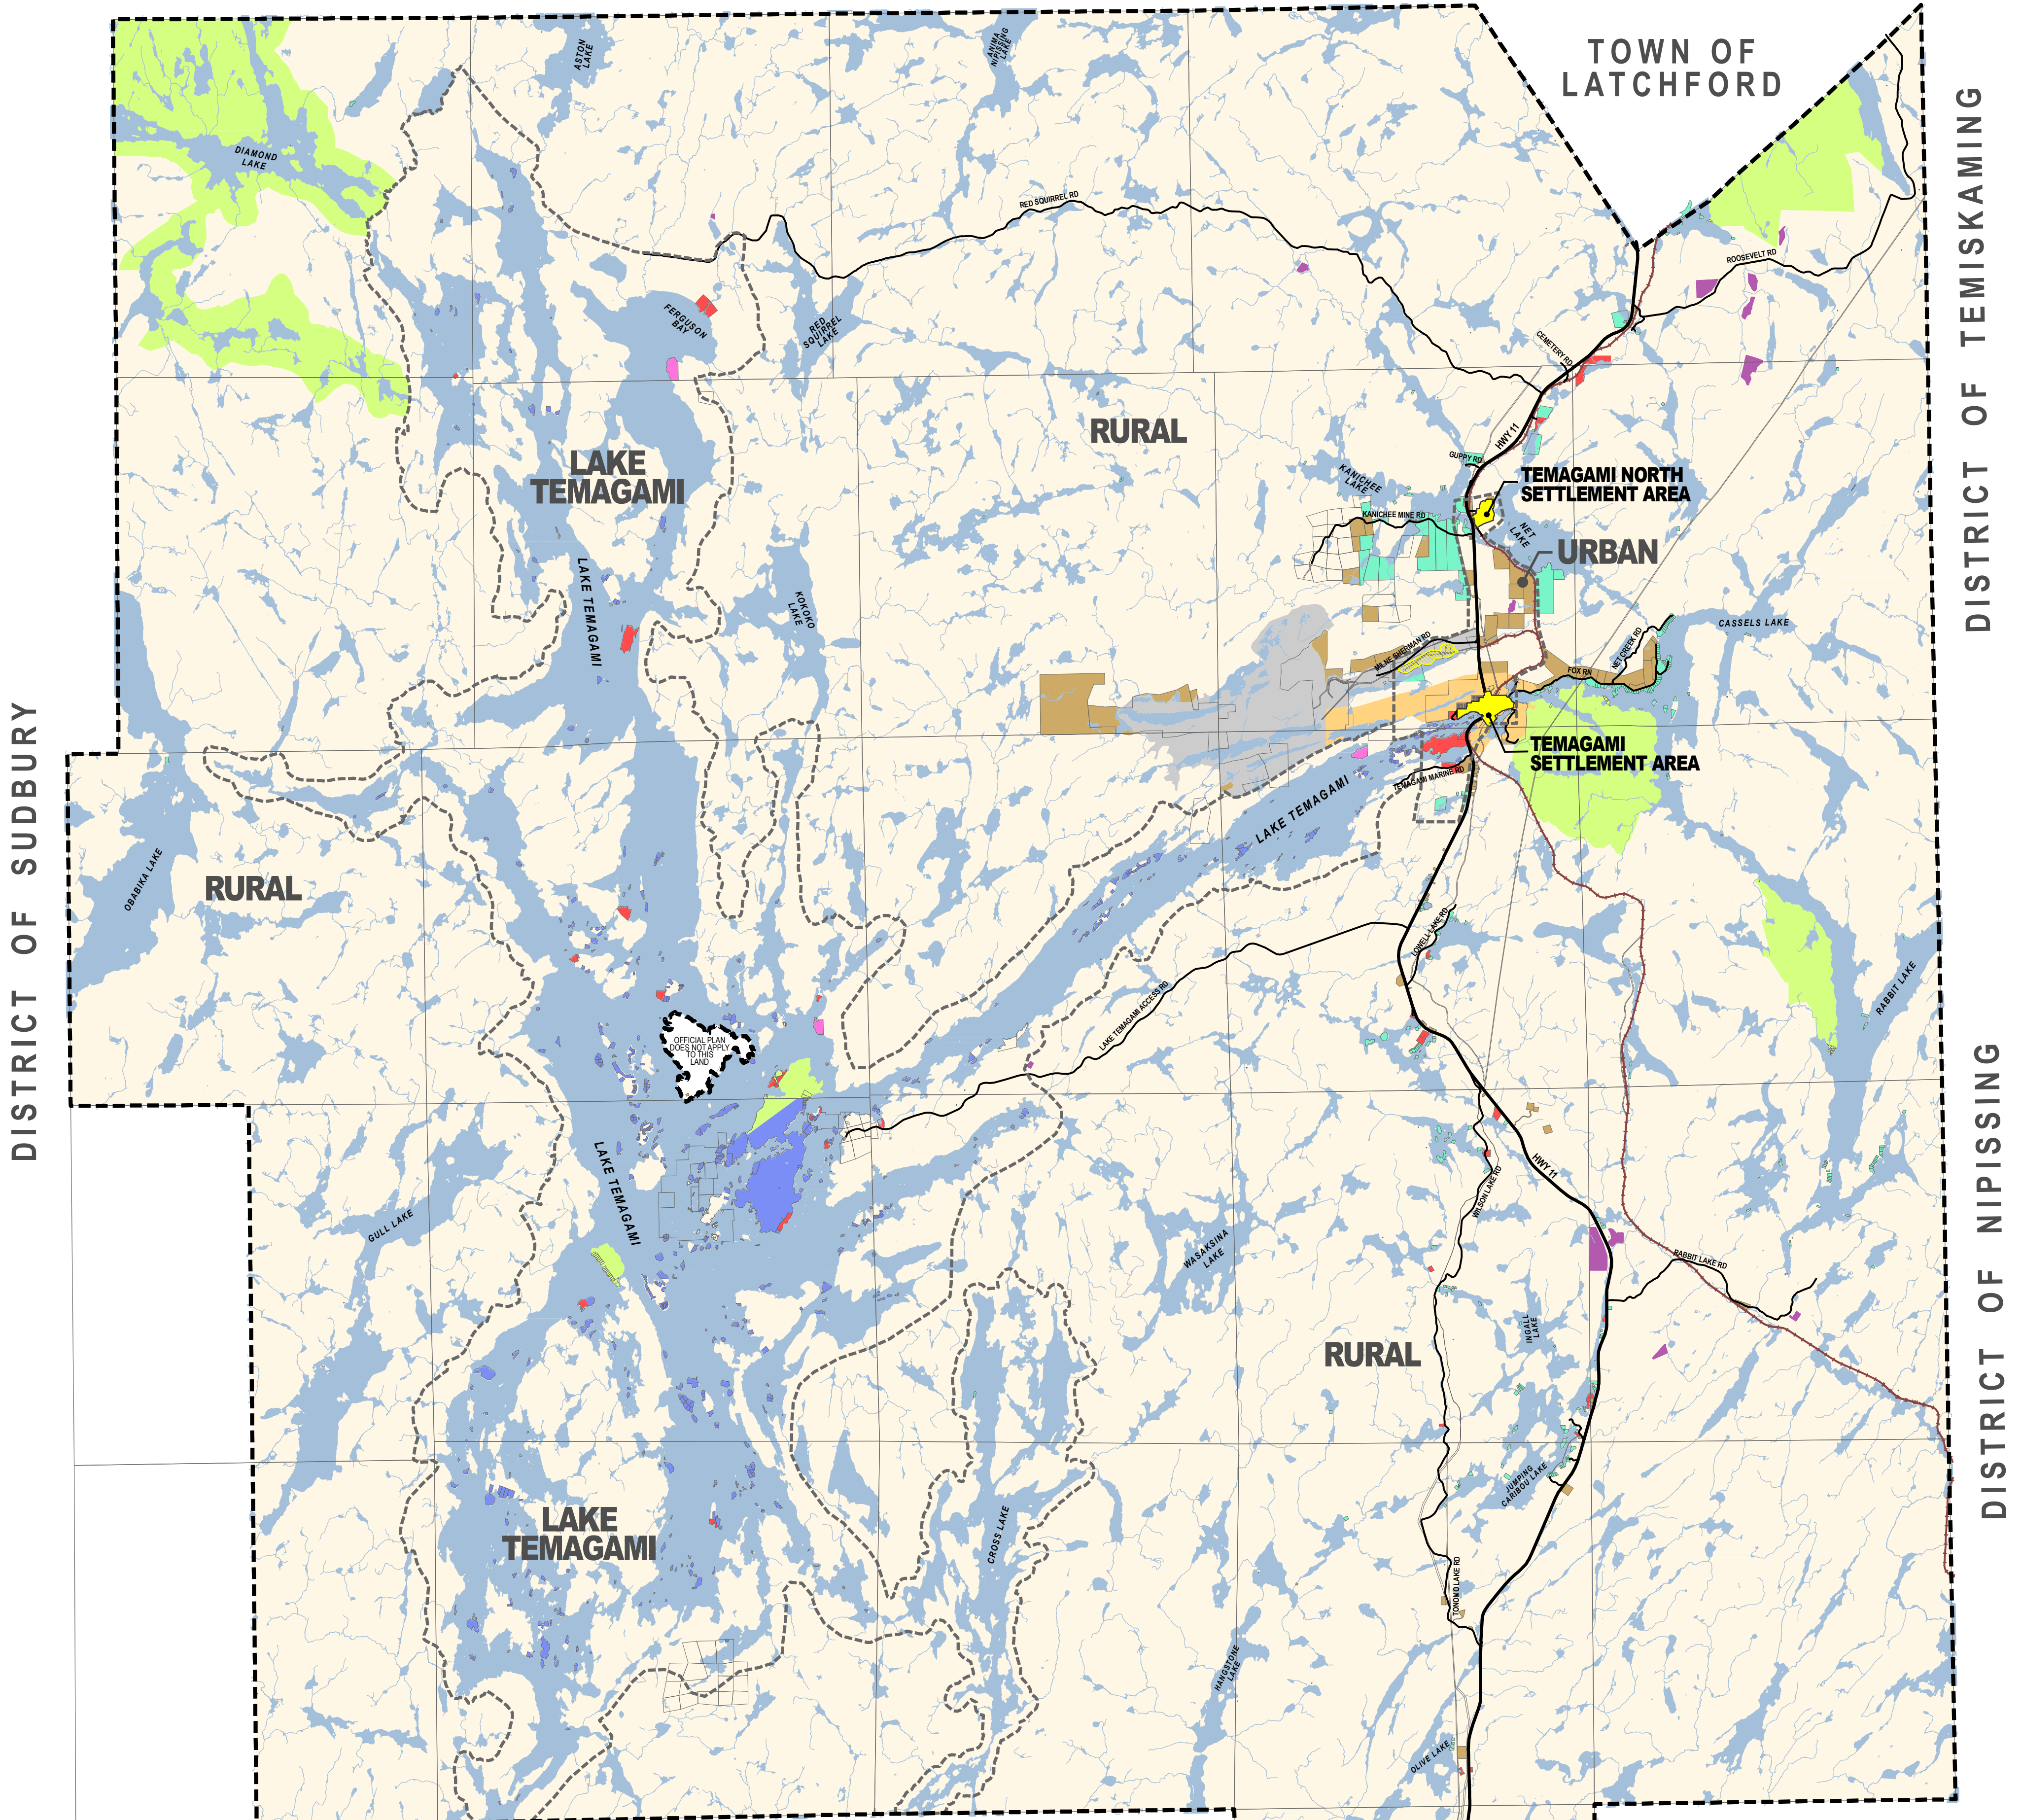 TOWN OF
LATCHFORD
ASTON
LAKE
ANIMA
NIPISSING
LAKE
DIAMOND
LAKE
RED SQUIRREL RD
ROOSEVELT RD
DISTRICT OF TEMISKAMING
FERGUSON
BAY
RED
SQUIRREL
LAKE
CEMETERY RD
RURAL
HWY 11
GUPPY RD
LAKE
TEMAGAMI
KANICHEE
LAKE
TEMAGAMI NORTH
SETTLEMENT AREA
KANICHEE MINE RD
NET
LAKE
URBAN
LAKE TEMAGAMI
KOKOKO
LAKE
CASSELS LAKE
MILNE SHERMAN RD
NET CREEK RD
FOX RN
TEMAGAMI
SETTLEMENT AREA
TEMAGAMI MARINE RD
LAKE TEMAGAMI
DISTRICT OF SUDBURY
OBABIKA LAKE
RURAL
LOWELL LAKE RD
RABBIT LAKE
LAKE TEMAGAMI ACCESS RD
OFFICIAL PLAN
DOES NOT APPLY
TO THIS
LAND
DISTRICT OF NIPISSING
LAKE TEMAGAMI
HWY 11
WILSON LAKE RD
GULL LAKE
WASAKSINA
LAKE
RABBIT LAKE RD
INGALL
LAKE
RURAL
JUMPING
CARIBOU LAKE
LAKE
TEMAGAMI
CROSS LAKE
TONOMO LAKE RD
HANGSTONE
LAKE
OLIVE LAKE